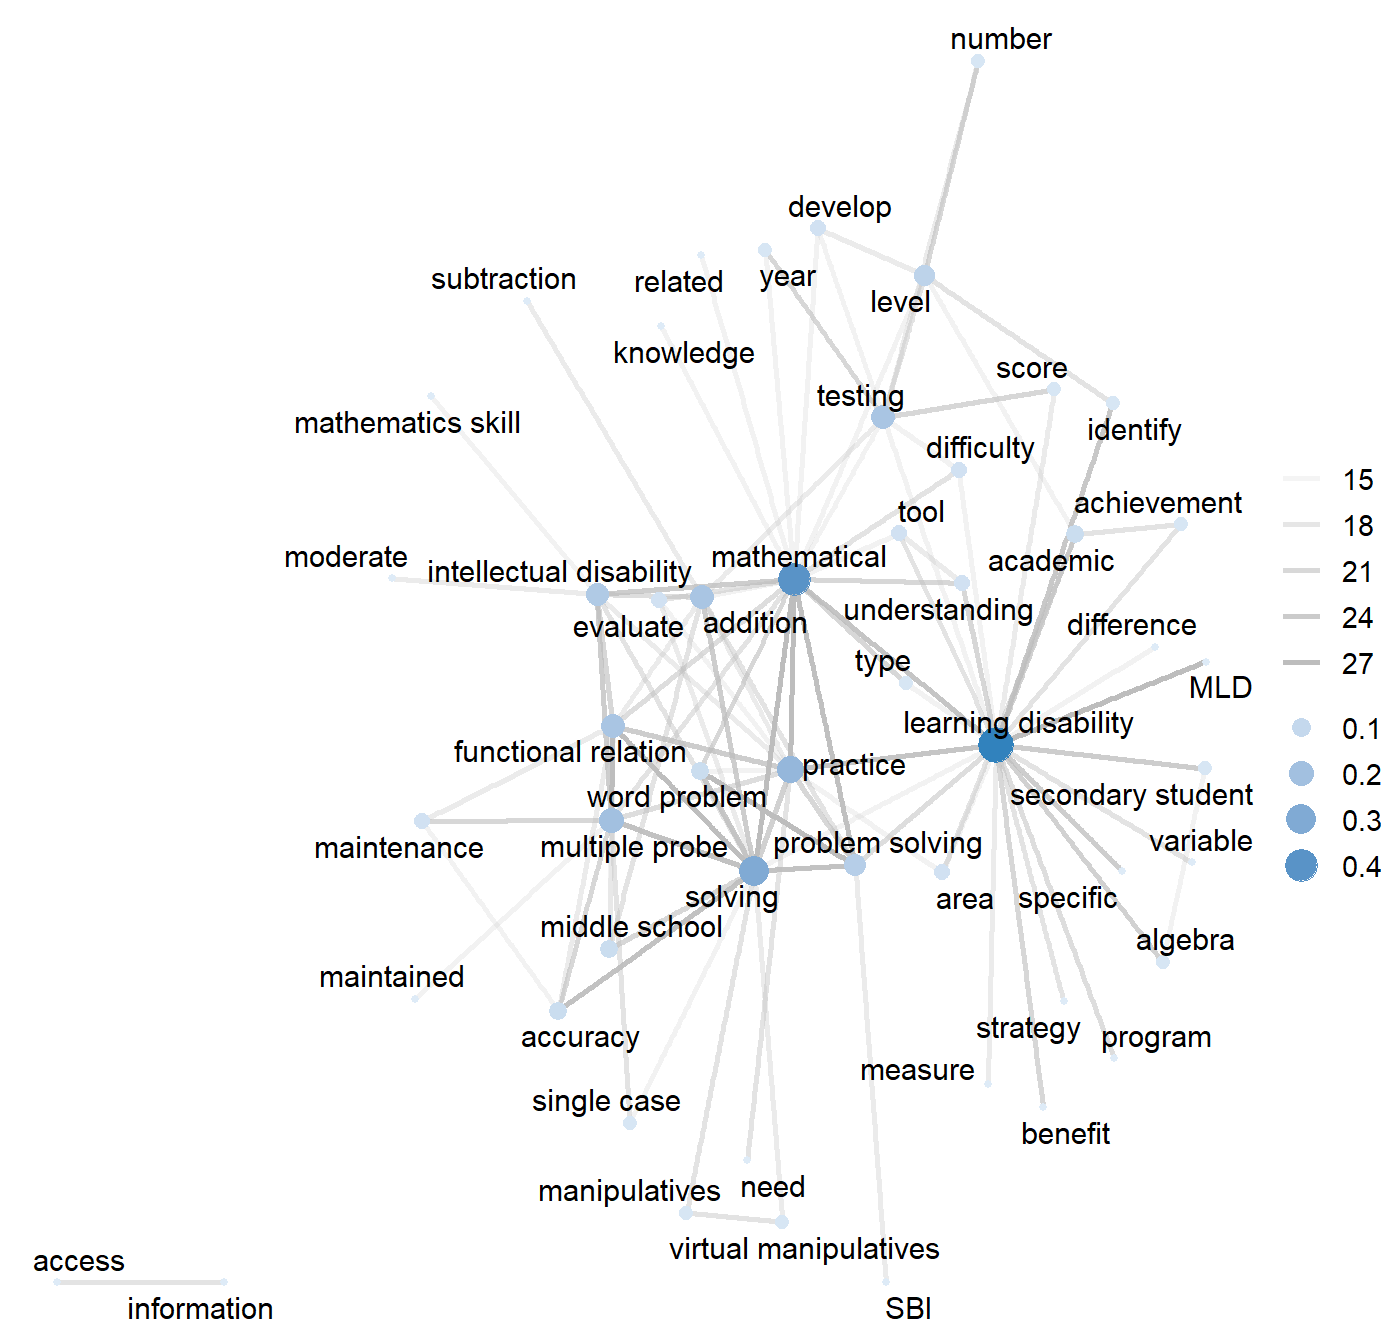 number
develop
subtraction
related
year
level
knowledge
score
testing
mathematics skill
identify
difficulty
15
achievement
tool
18
moderate
intellectual disability
mathematical
academic
21
evaluate
addition
understanding
difference
24
type
27
MLD
functional relation
learning disability
0.1
practice
0.2
word problem
secondary student
maintenance
multiple probe
problem solving
variable
0.3
0.4
solving
area
specific
middle school
algebra
maintained
accuracy
strategy
program
measure
single case
benefit
manipulatives
need
virtual manipulatives
access
information
SBI